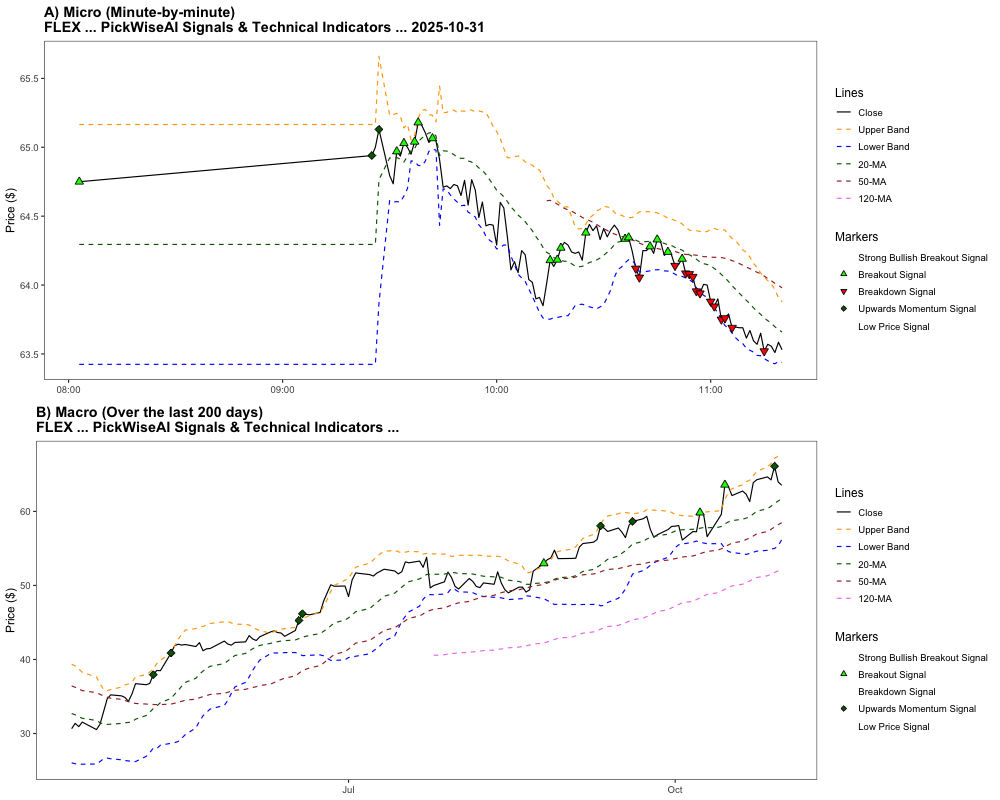 A) Micro (Minute-by-minute)
FLEX ... PickWiseAI Signals & Technical Indicators ... 2025-10-31
Price ($)
65.5
65.0
64.5
64.0
63.5
08:00
09:00
10:00
11:00
Lines
Close
Upper Band
Lower Band
20-MA
50-MA
120-MA
Markers
Strong Bullish Breakout Signal
Breakout Signal
Breakdown Signal
Upwards Momentum Signal
Low Price Signal
B) Macro (Over the last 200 days)
FLEX ... PickWiseAI Signals & Technical Indicators ...
Price ($)
60
50
40
30
Jul
Oct
Lines
Close
Upper Band
Lower Band
20-MA
50-MA
120-MA
Markers
Strong Bullish Breakout Signal
Breakout Signal
Breakdown Signal
Upwards Momentum Signal
Low Price Signal